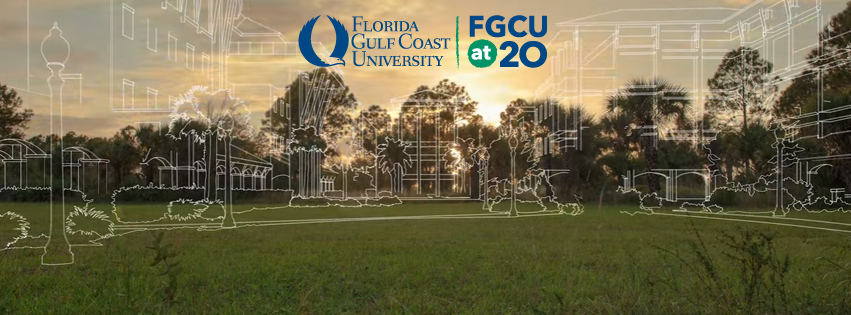 FLORIDA
GULF COAST
UNIVERSITY
FGCU
at 20